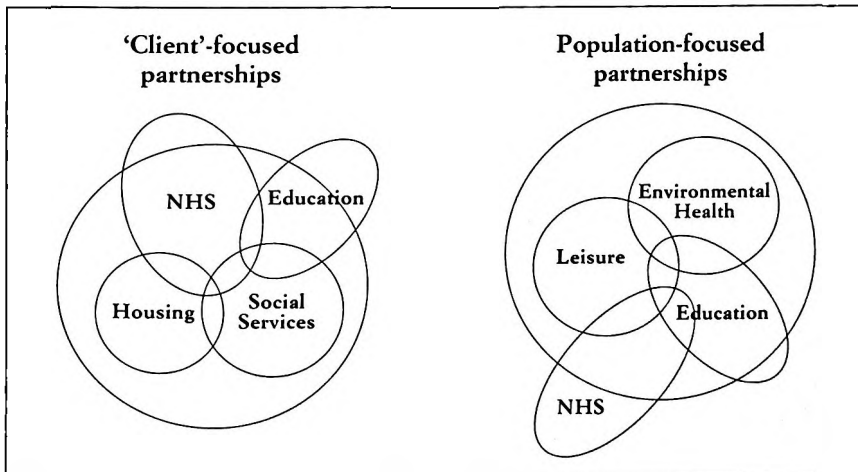 ‘Client’-focused
partnerships
NHS
Education
Housing
Social
Services
Population-focused
partnerships
Environmental
Health
Leisure
Education
NHS